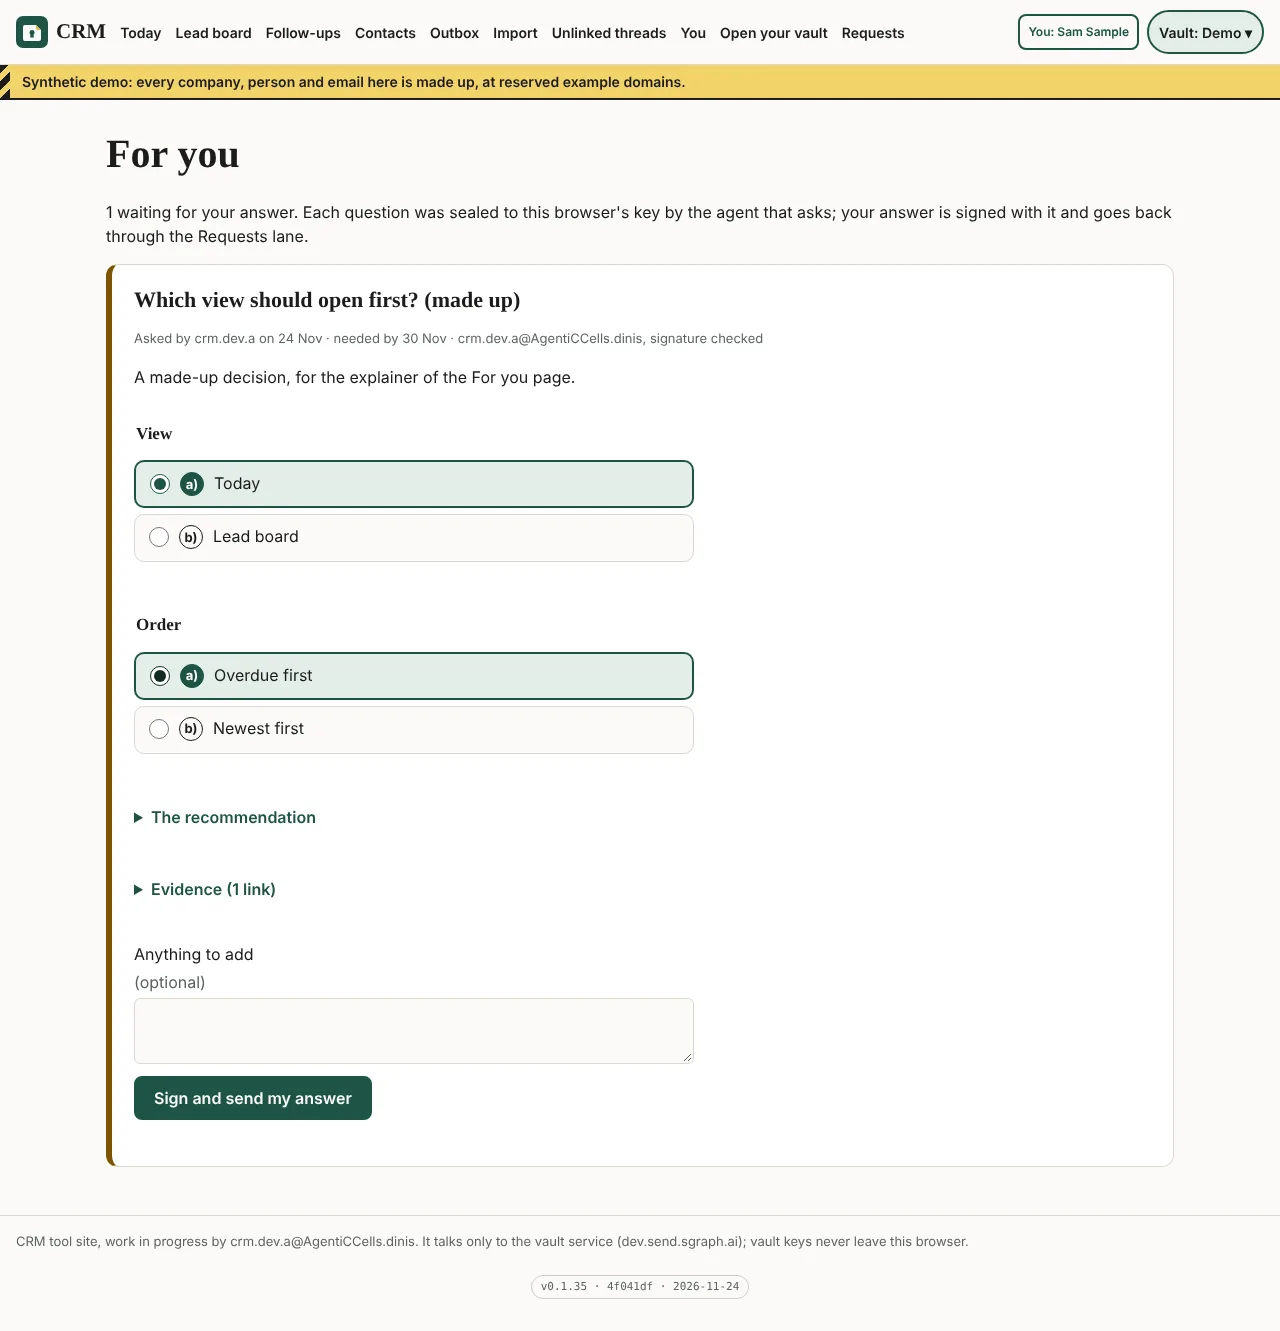 CRM Today Lead board Follow-ups Contacts Outbox Import Unlinked threads You Open your vault Requests You: Sam Sample Vault: Demo ▾
Synthetic demo: every company, person and email here is made up, at reserved example domains.
For you
1 waiting for your answer. Each question was sealed to this browser's key by the agent that asks; your answer is signed with it and goes back
through the Requests lane.
Which view should open first? (made up)
Asked by crm.dev.a on 24 Nov · needed by 30 Nov · crm.dev.a@AgentiCCells.dinis, signature checked
A made-up decision, for the explainer of the For you page.
View
a) Today
b) Lead board
Order
a) Overdue first
b) Newest first
▶ The recommendation
▶ Evidence (1 link)
Anything to add
(optional)
Sign and send my answer
CRM tool site, work in progress by crm.dev.a@AgentiCCells.dinis. It talks only to the vault service (dev.send.sgraph.ai); vault keys never leave this browser.
v0.1.35 · 4f041df · 2026-11-24